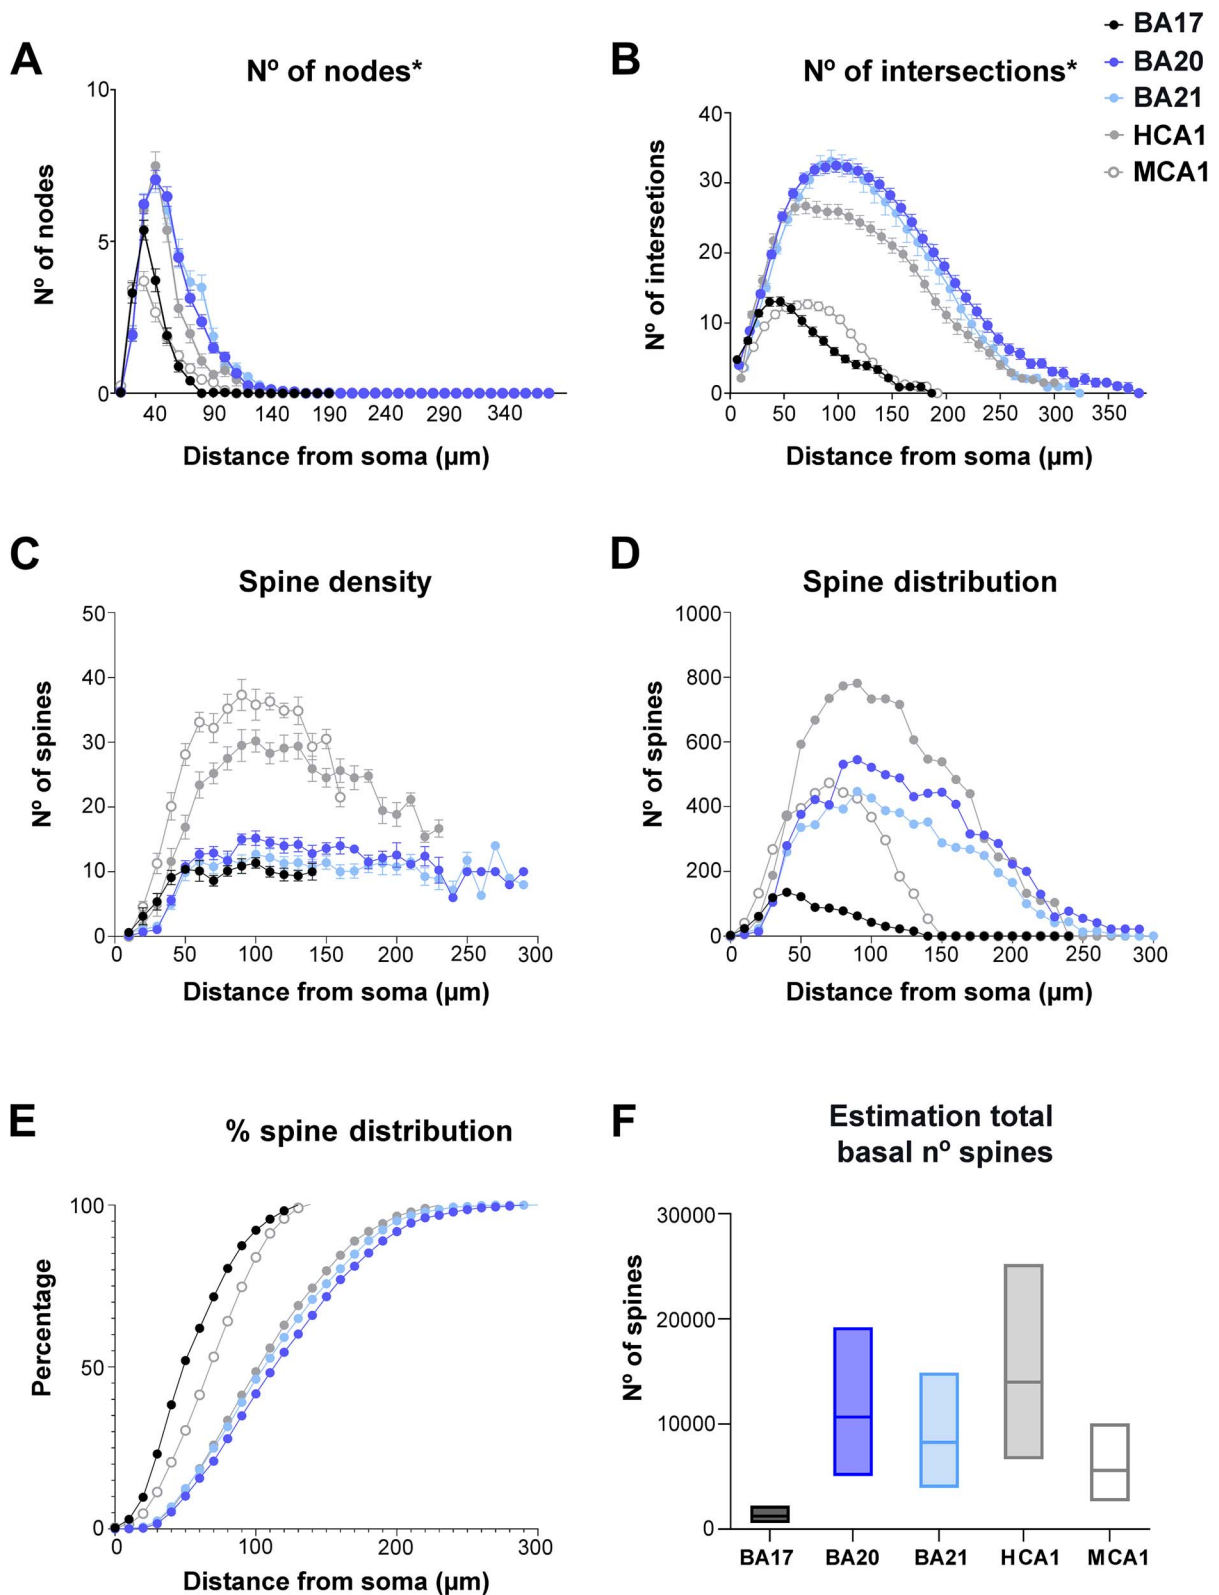 BA17
BA20
BA21
HCA1
MCA1
A
Nº of nodes*
Nº of nodes
10
5
0
40
90
140
190
240
290
340
Distance from soma (µm)
B
Nº of intersections*
Nº of intersetions
40
30
20
10
0
0
50
100
150
200
250
300
350
Distance from soma (µm)
C
Spine density
Nº of spines
50
40
30
20
10
0
0
50
100
150
200
250
300
Distance from soma (µm)
D
Spine distribution
Nº of spines
1000
800
600
400
200
0
0
50
100
150
200
250
300
Distance from soma (µm)
E
% spine distribution
Percentage
100
50
0
0
100
200
300
Distance from soma (µm)
F
Estimation total
basal nº spines
Nº of spines
30000
20000
10000
0
BA17
BA20
BA21
HCA1
MCA1